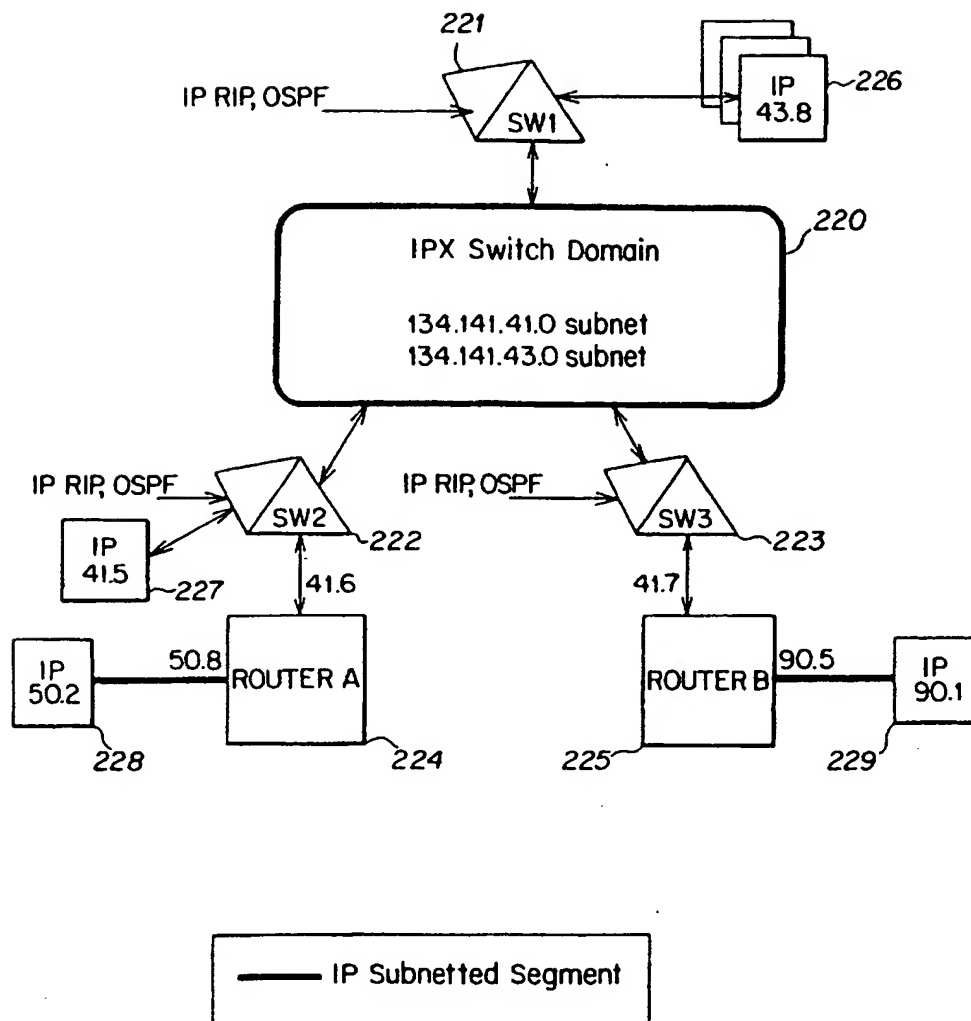 221
IP RIP, OSPF
SW1
IP
43.8
226
220
IPX Switch Domain
134.141.41.0 subnet
134.141.43.0 subnet
IP RIP, OSPF
SW2
222
IP
41.5
227
41.6
IP RIP, OSPF
SW3
223
41.7
IP
50.2
228
50.8
ROUTER A
224
ROUTER B
225
90.5
IP
90.1
229
IP Subnetted Segment